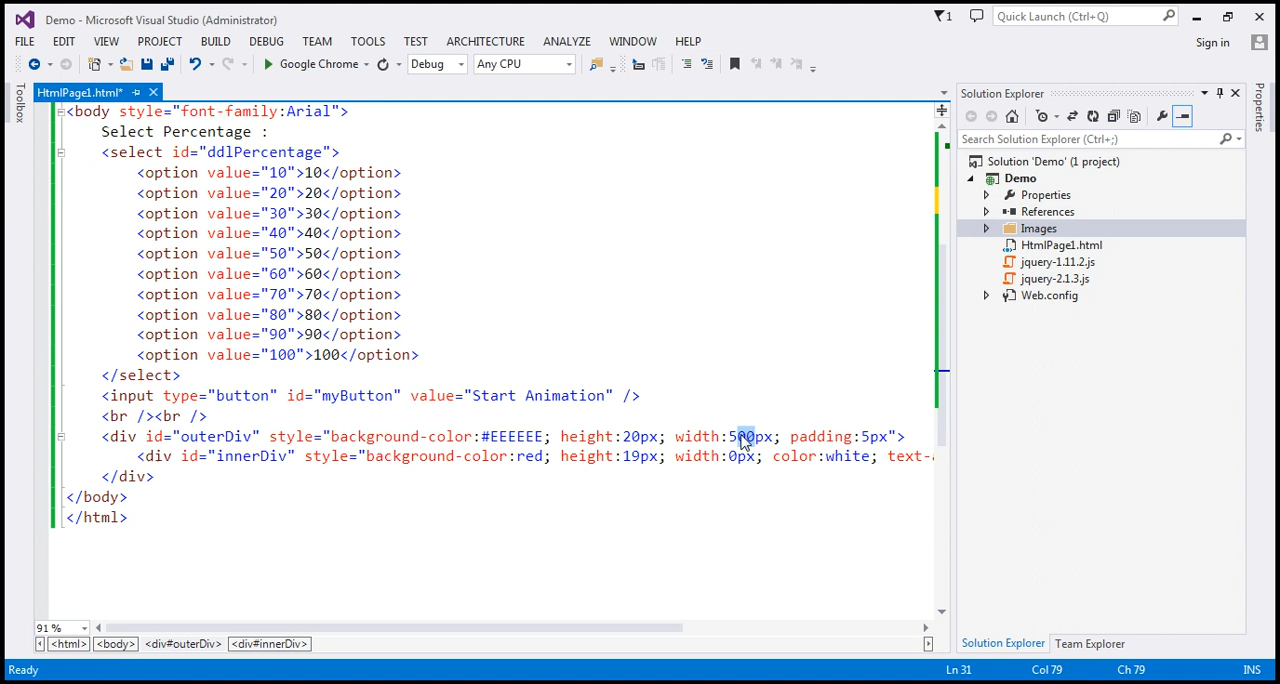 Demo - Microsoft Visual Studio (Administrator)
1
Quick Launch (Ctrl+Q)
FILE EDIT VIEW PROJECT BUILD DEBUG TEAM TOOLS TEST ARCHITECTURE ANALYZE WINDOW HELP
Sign in
Google Chrome Debug Any CPU
Toolbox
HtmlPage1.html*
<body style="font-family:Arial">
Select Percentage :
<select id="ddlPercentage">
<option value="10">10</option>
<option value="20">20</option>
<option value="30">30</option>
<option value="40">40</option>
<option value="50">50</option>
<option value="60">60</option>
<option value="70">70</option>
<option value="80">80</option>
<option value="90">90</option>
<option value="100">100</option>
</select>
<input type="button" id="myButton" value="Start Animation" />
<br /><br />
<div id="outerDiv" style="background-color:#EEEEEE; height:20px; width:500px; padding:5px">
<div id="innerDiv" style="background-color:red; height:19px; width:0px; color:white; text-a
</div>
</body>
</html>
91 %
<html> <body> <div#outerDiv> <div#innerDiv>
Solution Explorer
Search Solution Explorer (Ctrl+;)
Solution 'Demo' (1 project)
Demo
Properties
References
Images
HtmlPage1.html
jquery-1.11.2.js
jquery-2.1.3.js
Web.config
Solution Explorer Team Explorer
Properties
Ready Ln 31 Col 79 Ch 79 INS